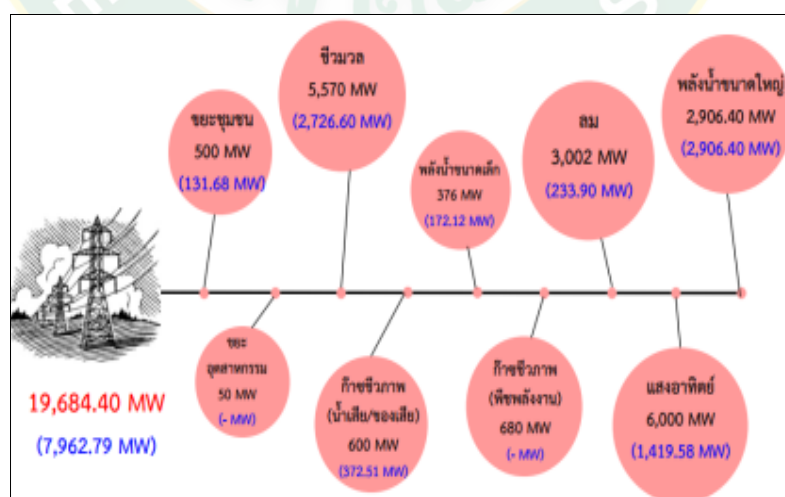 ขยะชุมชน
500 MW
(131.68 MW)
ชีวมวล
5,570 MW
(2,726.60 MW)
พลังน้ำขนาดเล็ก
376 MW
(172.12 MW)
ลม
3,002 MW
(233.90 MW)
พลังน้ำขนาดใหญ่
2,906.40 MW
(2,906.40 MW)
19,684.40 MW
(7,962.79 MW)
ขยะ
อุตสาหกรรม
50 MW
(- MW)
ก๊าซชีวภาพ
(น้ำเสีย/ของเสีย)
600 MW
(372.51 MW)
ก๊าซชีวภาพ
(พืชพลังงาน)
680 MW
(- MW)
แสงอาทิตย์
6,000 MW
(1,419.58 MW)